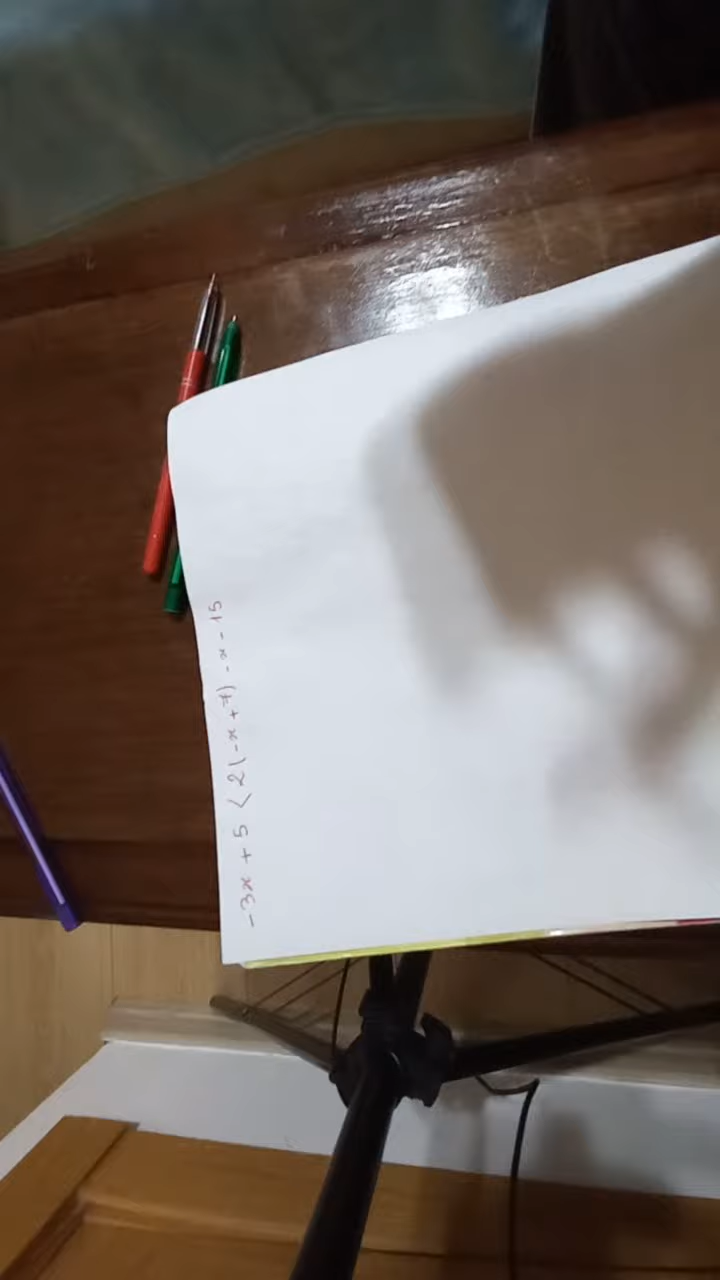 -3x + 5 < 2(-x + 7) - x - 15